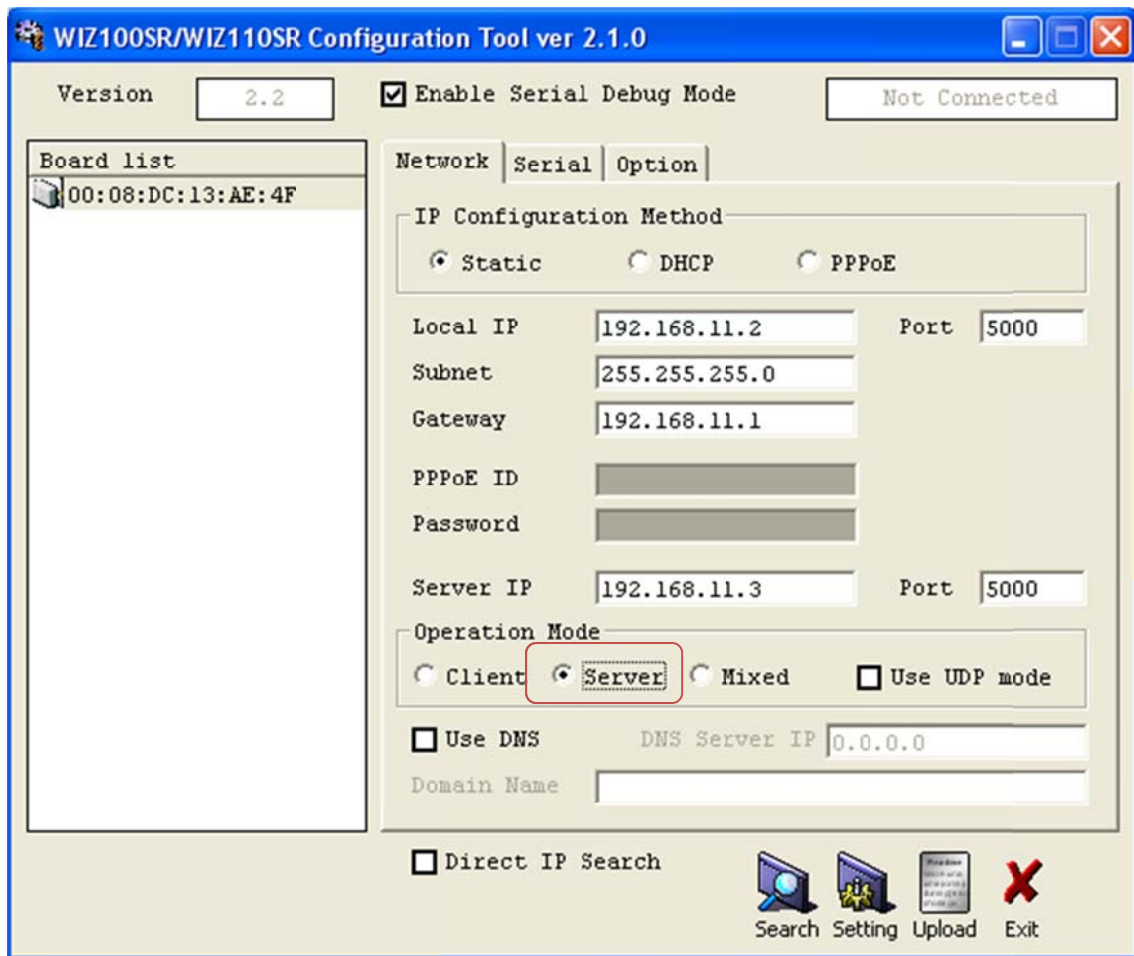 WIZ100SR/WIZ110SR Configuration Tool ver 2.1.0
Version 2.2 Enable Serial Debug Mode Not Connected
Board list
00:08:DC:13:AE:4F
Network Serial Option
IP Configuration Method
Static DHCP PPPoE
Local IP 192.168.11.2 Port 5000
Subnet 255.255.255.0
Gateway 192.168.11.1
PPPoE ID
Password
Server IP 192.168.11.3 Port 5000
Operation Mode
Client Server Mixed Use UDP mode
Use DNS DNS Server IP 0.0.0.0
Domain Name
Direct IP Search
Search Setting Upload Exit